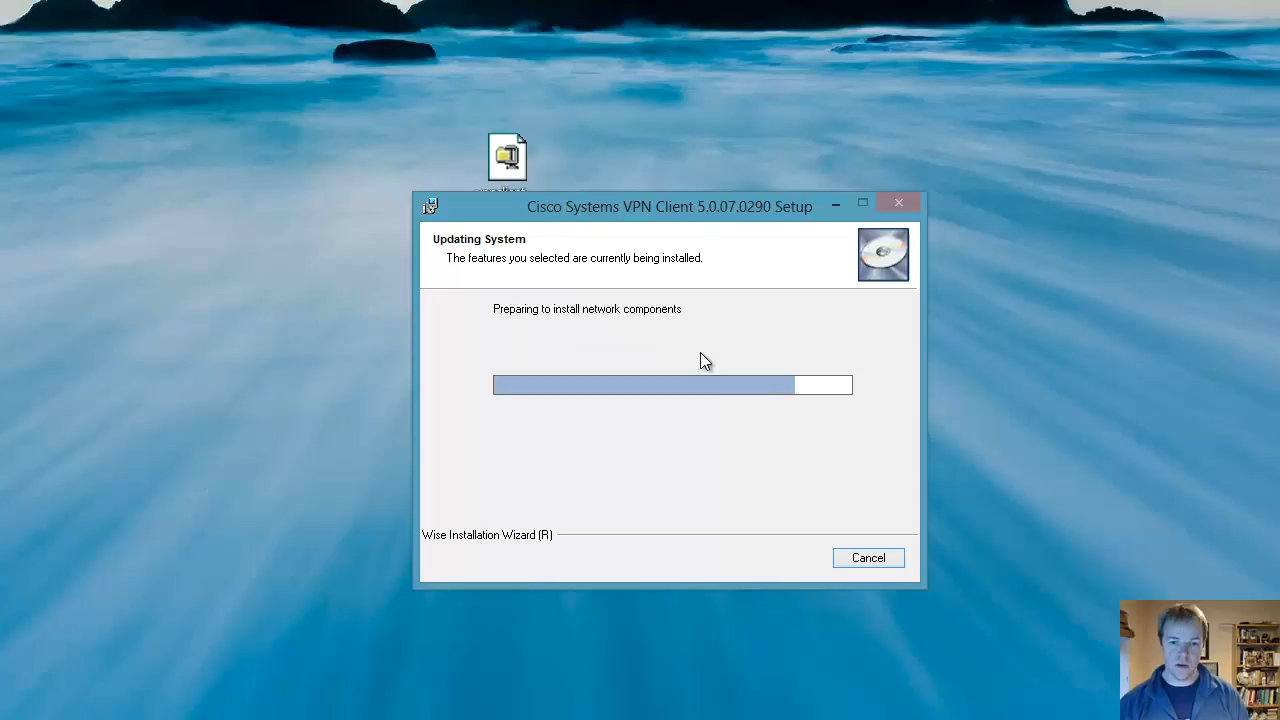 Cisco Systems VPN Client 5.0.07.0290 Setup
Updating System
The features you selected are currently being installed.
Preparing to install network components
Wise Installation Wizard (R)
Cancel